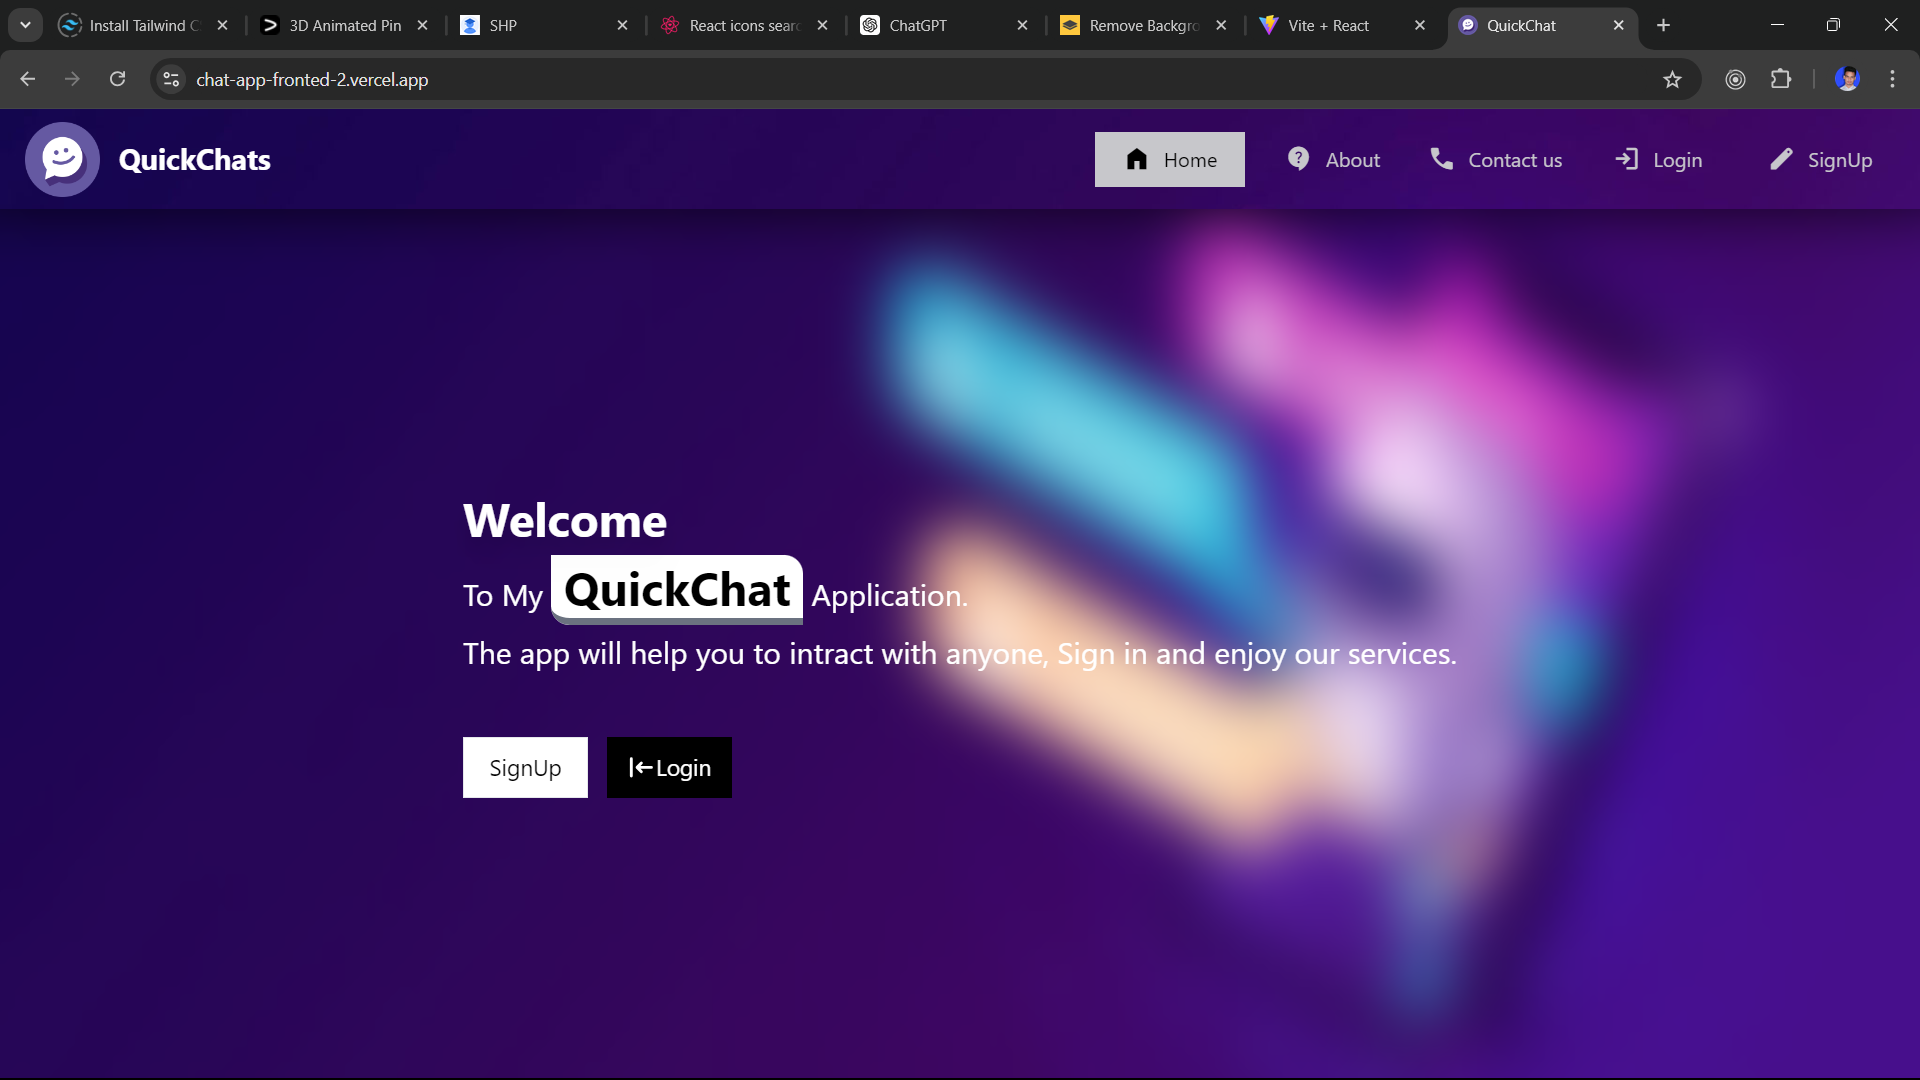 Install Tailwind C
3D Animated Pin
SHP
React icons sear
ChatGPT
Remove Backgro
Vite + React
QuickChat
chat-app-fronted-2.vercel.app
QuickChats
Home
About
Contact us
Login
SignUp
Welcome
To My QuickChat Application.
The app will help you to intract with anyone, Sign in and enjoy our services.
SignUp
Login